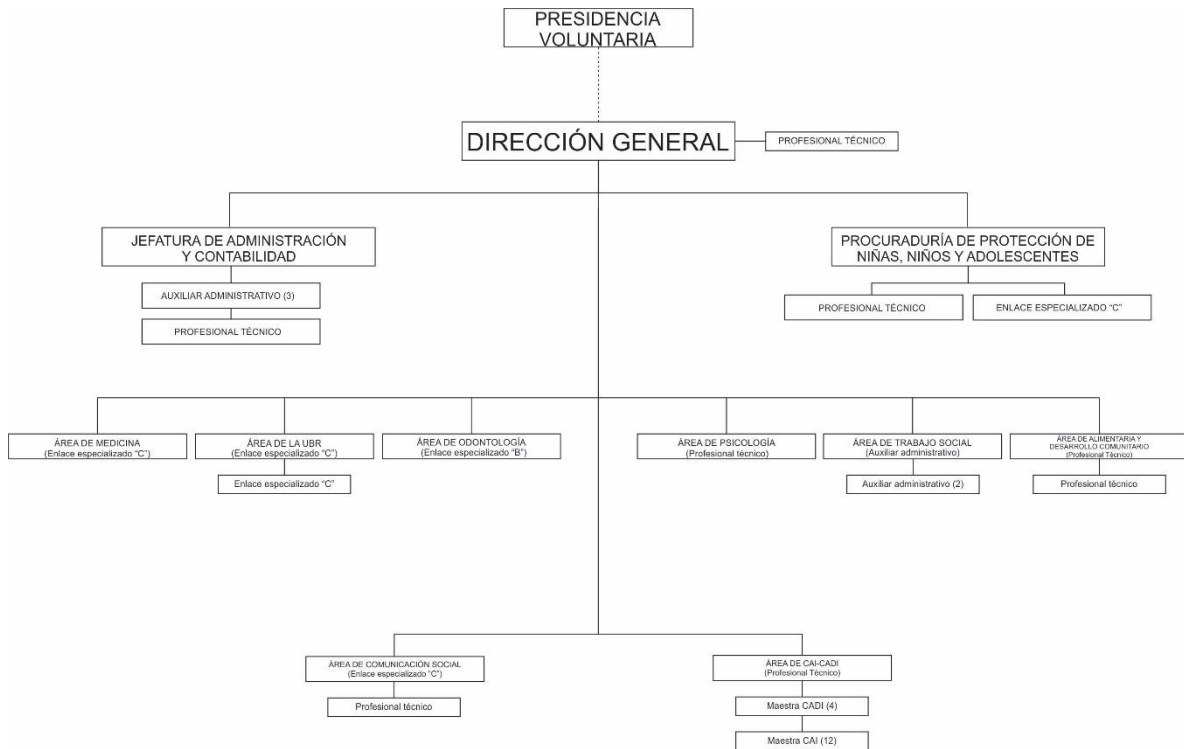 PRESIDENCIA
VOLUNTARIA
DIRECCIÓN GENERAL
PROFESIONAL TÉCNICO
JEFATURA DE ADMINISTRACIÓN
Y CONTABILIDAD
AUXILIAR ADMINISTRATIVO (3)
PROFESIONAL TÉCNICO
PROCURADURÍA DE PROTECCIÓN DE
NIÑAS, NIÑOS Y ADOLESCENTES
PROFESIONAL TÉCNICO
ENLACE ESPECIALIZADO “C”
ÁREA DE MEDICINA
(Enlace especializado “C”)
ÁREA DE LA UBR
(Enlace especializado “C”)
Enlace especializado “C”
ÁREA DE ODONTOLOGÍA
(Enlace especializado “B”)
ÁREA DE PSICOLOGÍA
(Profesional técnico)
ÁREA DE TRABAJO SOCIAL
(Auxiliar administrativo)
Auxiliar administrativo (2)
ÁREA DE ALIMENTARIA Y
DESARROLLO COMUNITARIO
(Profesional Técnico)
Profesional técnico
ÁREA DE COMUNICACIÓN SOCIAL
(Enlace especializado “C”)
Profesional técnico
ÁREA DE CAI-CADI
(Profesional Técnico)
Maestra CADI (4)
Maestra CAI (12)